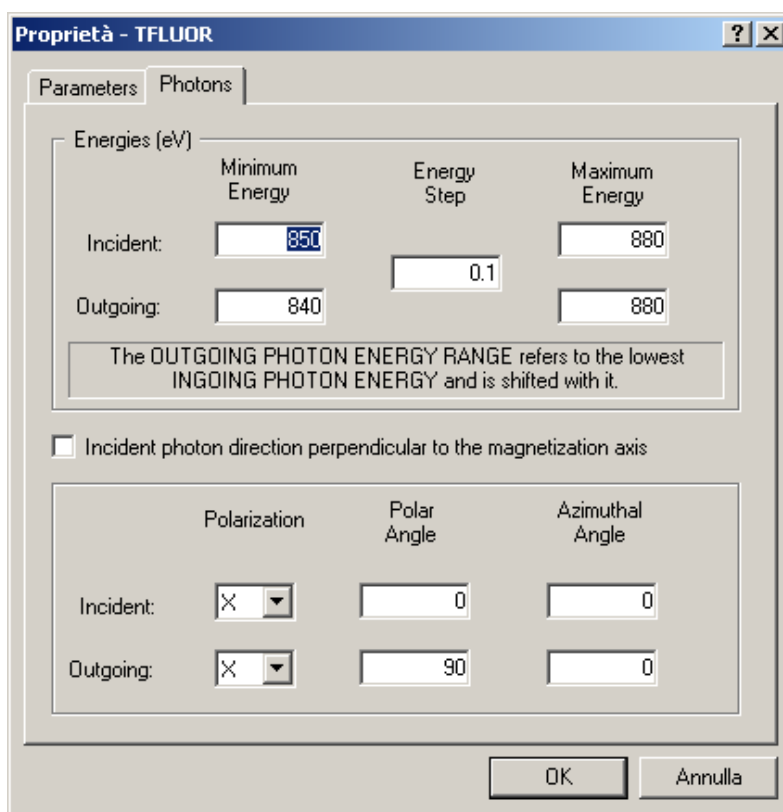 Proprietà - TFLUOR
Parameters
Photons
Energies (eV)
Minimum
Energy
Energy
Step
Maximum
Energy
Incident:
850
880
0.1
Outgoing:
840
880
The OUTGOING PHOTON ENERGY RANGE refers to the lowest
INGOING PHOTON ENERGY and is shifted with it.
Incident photon direction perpendicular to the magnetization axis
Polarization
Polar
Angle
Azimuthal
Angle
Incident:
X
0
0
Outgoing:
X
90
0
OK
Annulla